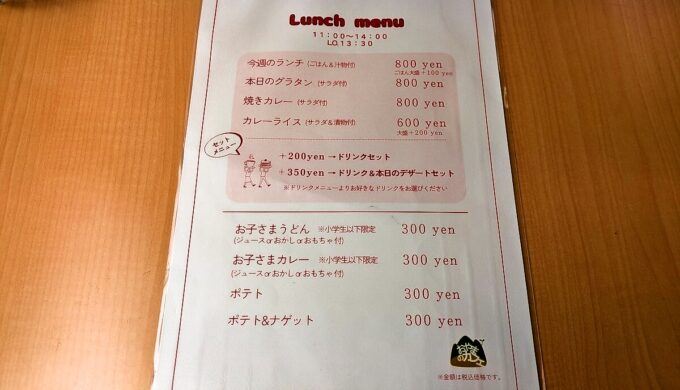 Lunch menu
11:00～14:00
L.O.13:30
今週のランチ (ごはん＆汁物付) 800 yen
ごはん大盛＋100 yen
本日のグラタン (サラダ付) 800 yen
焼きカレー (サラダ付) 800 yen
カレーライス (サラダ＆漬物付) 600 yen
大盛＋200 yen
セット
メニュー
＋200yen →ドリンクセット
＋350yen →ドリンク＆本日のデザートセット
※ドリンクメニューよりお好きなドリンクをお選びください
お子さまうどん ※小学生以下限定 300 yen
(ジュース or おかし or おもちゃ付)
お子さまカレー ※小学生以下限定 300 yen
(ジュース or おかし or おもちゃ付)
ポテト 300 yen
ポテト&ナゲット 300 yen
※金額は税込価格です。